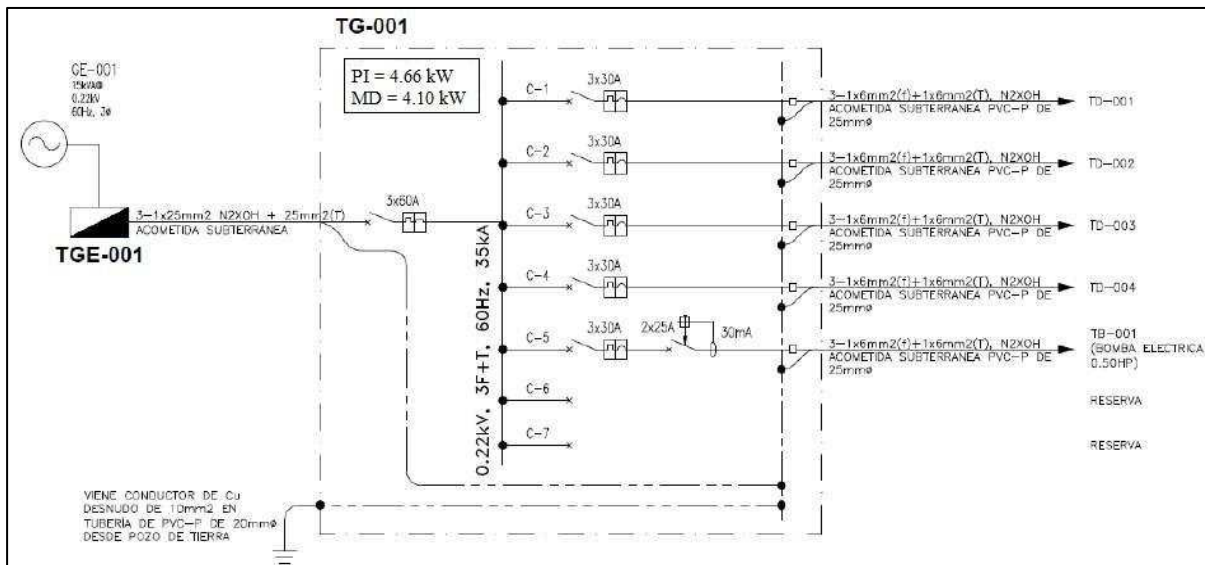 TG-001
GE-001
15kVA@
0.22kV
60Hz, 3ø
PI = 4.66 kW
MD = 4.10 kW
3-1x25mm2 N2XOH + 25mm2(T)
ACOMETIDA SUBTERRANEA
TGE-001
3x60A
0.22kV, 3F+T, 60Hz, 35kA
C-1
3x30A
3-1x6mm2(f)+1x6mm2(T), N2XOH
ACOMETIDA SUBTERRANEA PVC-P DE
25mmø
TD-001
C-2
3x30A
3-1x6mm2(f)+1x6mm2(T), N2XOH
ACOMETIDA SUBTERRANEA PVC-P DE
25mmø
TD-002
C-3
3x30A
3-1x6mm2(f)+1x6mm2(T), N2XOH
ACOMETIDA SUBTERRANEA PVC-P DE
25mmø
TD-003
C-4
3x30A
3-1x6mm2(f)+1x6mm2(T), N2XOH
ACOMETIDA SUBTERRANEA PVC-P DE
25mmø
TD-004
C-5
3x30A
2x25A
30mA
3-1x6mm2(f)+1x6mm2(T), N2XOH
ACOMETIDA SUBTERRANEA PVC-P DE
25mmø
TB-001
(BOMBA ELECTRICA
0.50HP)
C-6
RESERVA
C-7
RESERVA
VIENE CONDUCTOR DE Cu
DESNUDO DE 10mm2 EN
TUBERÍA DE PVC-P DE 20mmø
DESDE POZO DE TIERRA